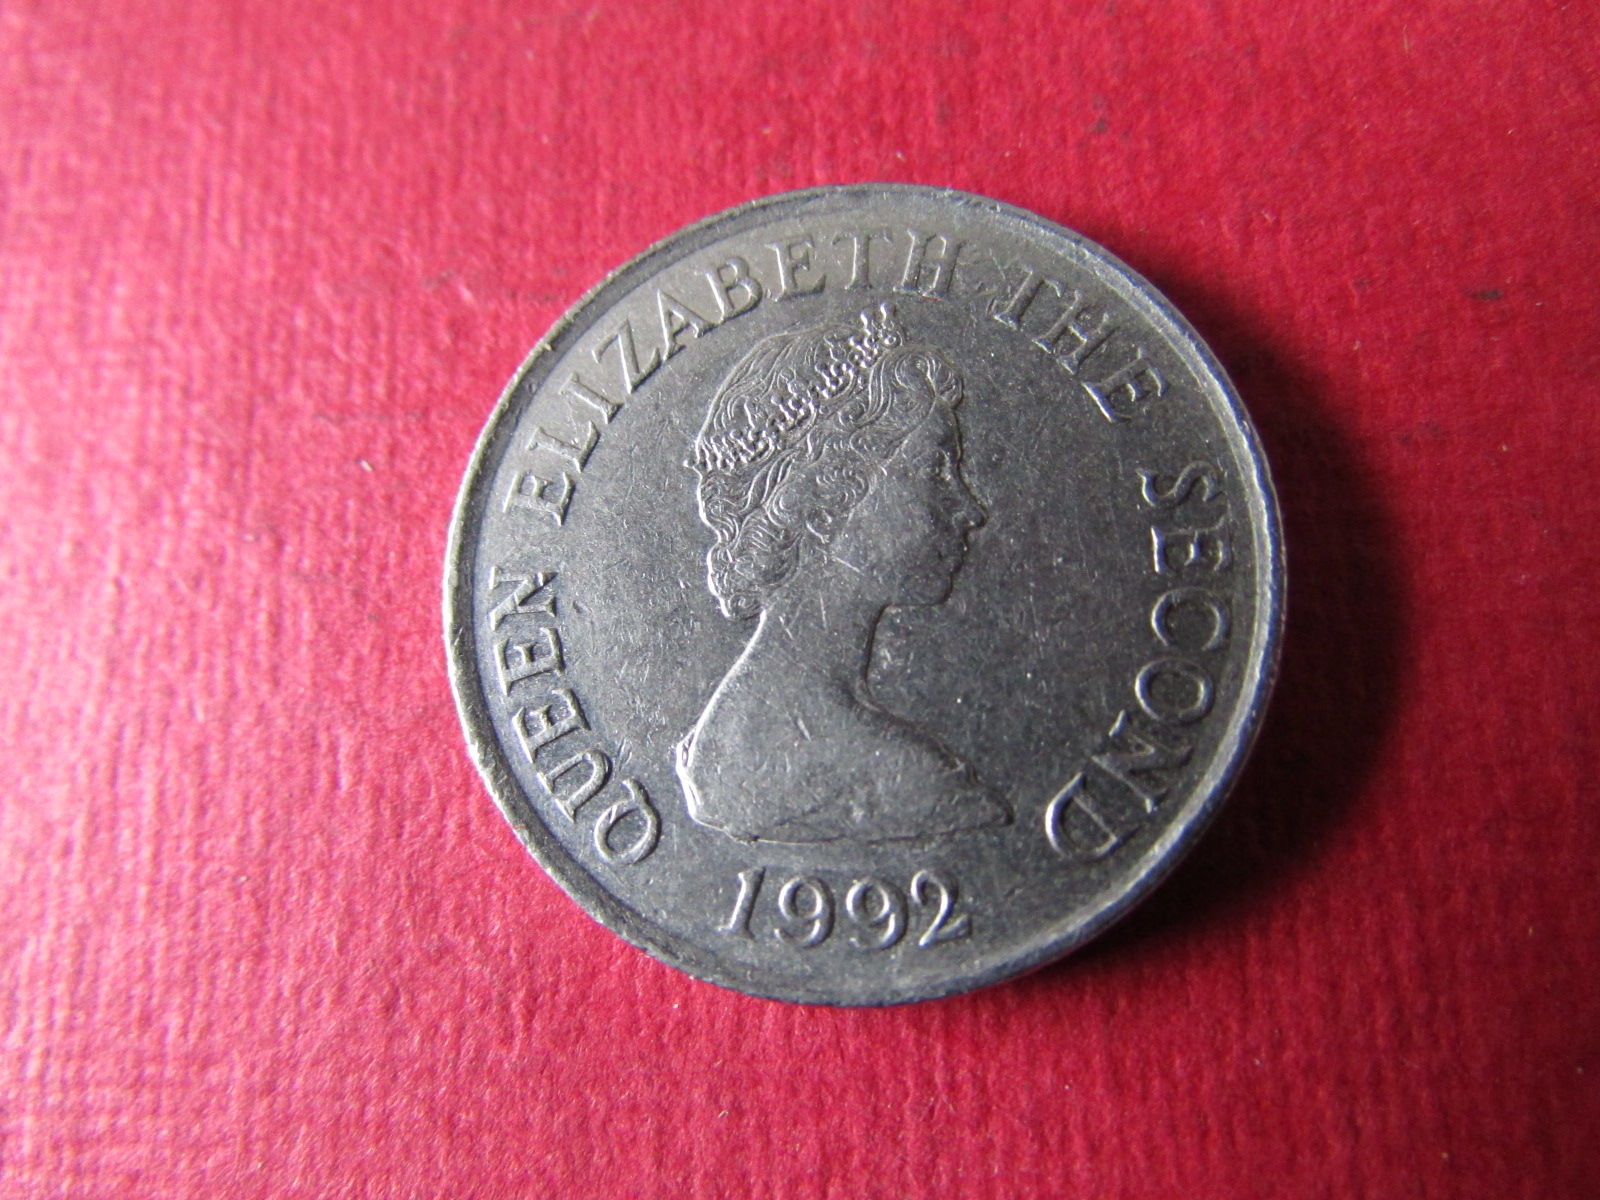 QUEEN ELIZABETH THE SECOND
1992